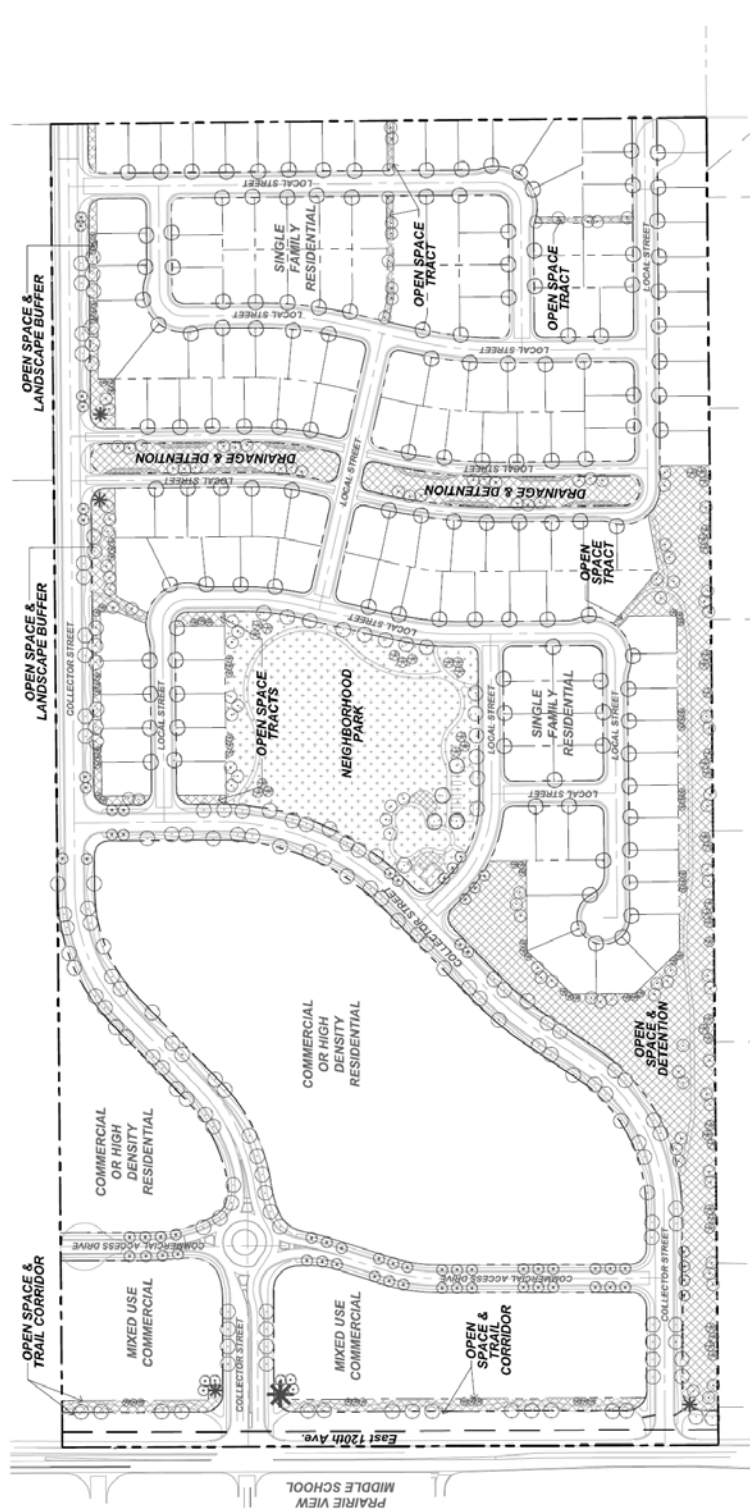 LOCAL STREET
OPEN SPACE &
LANDSCAPE BUFFER
SINGLE
FAMILY
RESIDENTIAL
OPEN SPACE
TRACT
OPEN SPACE
TRACT
LOCAL STREET
LOCAL STREET
LOCAL STREET
DRAINAGE & DETENTION
LOCAL STREET
LOCAL STREET
LOCAL STREET
DRAINAGE & DETENTION
OPEN SPACE &
LANDSCAPE BUFFER
OPEN
SPACE
TRACT
COLLECTOR STREET
LOCAL STREET
LOCAL STREET
OPEN SPACE
TRACTS
NEIGHBORHOOD
PARK
LOCAL STREET
SINGLE
FAMILY
RESIDENTIAL
LOCAL STREET
LOCAL STREET
COLLECTOR STREET
COMMERCIAL
OR HIGH
DENSITY
RESIDENTIAL
OPEN
SPACE &
DETENTION
COMMERCIAL
OR HIGH
DENSITY
RESIDENTIAL
COMMERCIAL ACCESS DRIVE
COMMERCIAL ACCESS DRIVE
COLLECTOR STREET
OPEN SPACE &
TRAIL CORRIDOR
MIXED USE
COMMERCIAL
COLLECTOR STREET
MIXED USE
COMMERCIAL
OPEN
SPACE &
TRAIL
CORRIDOR
East 120th Ave.
PRAIRIE VIEW
MIDDLE SCHOOL